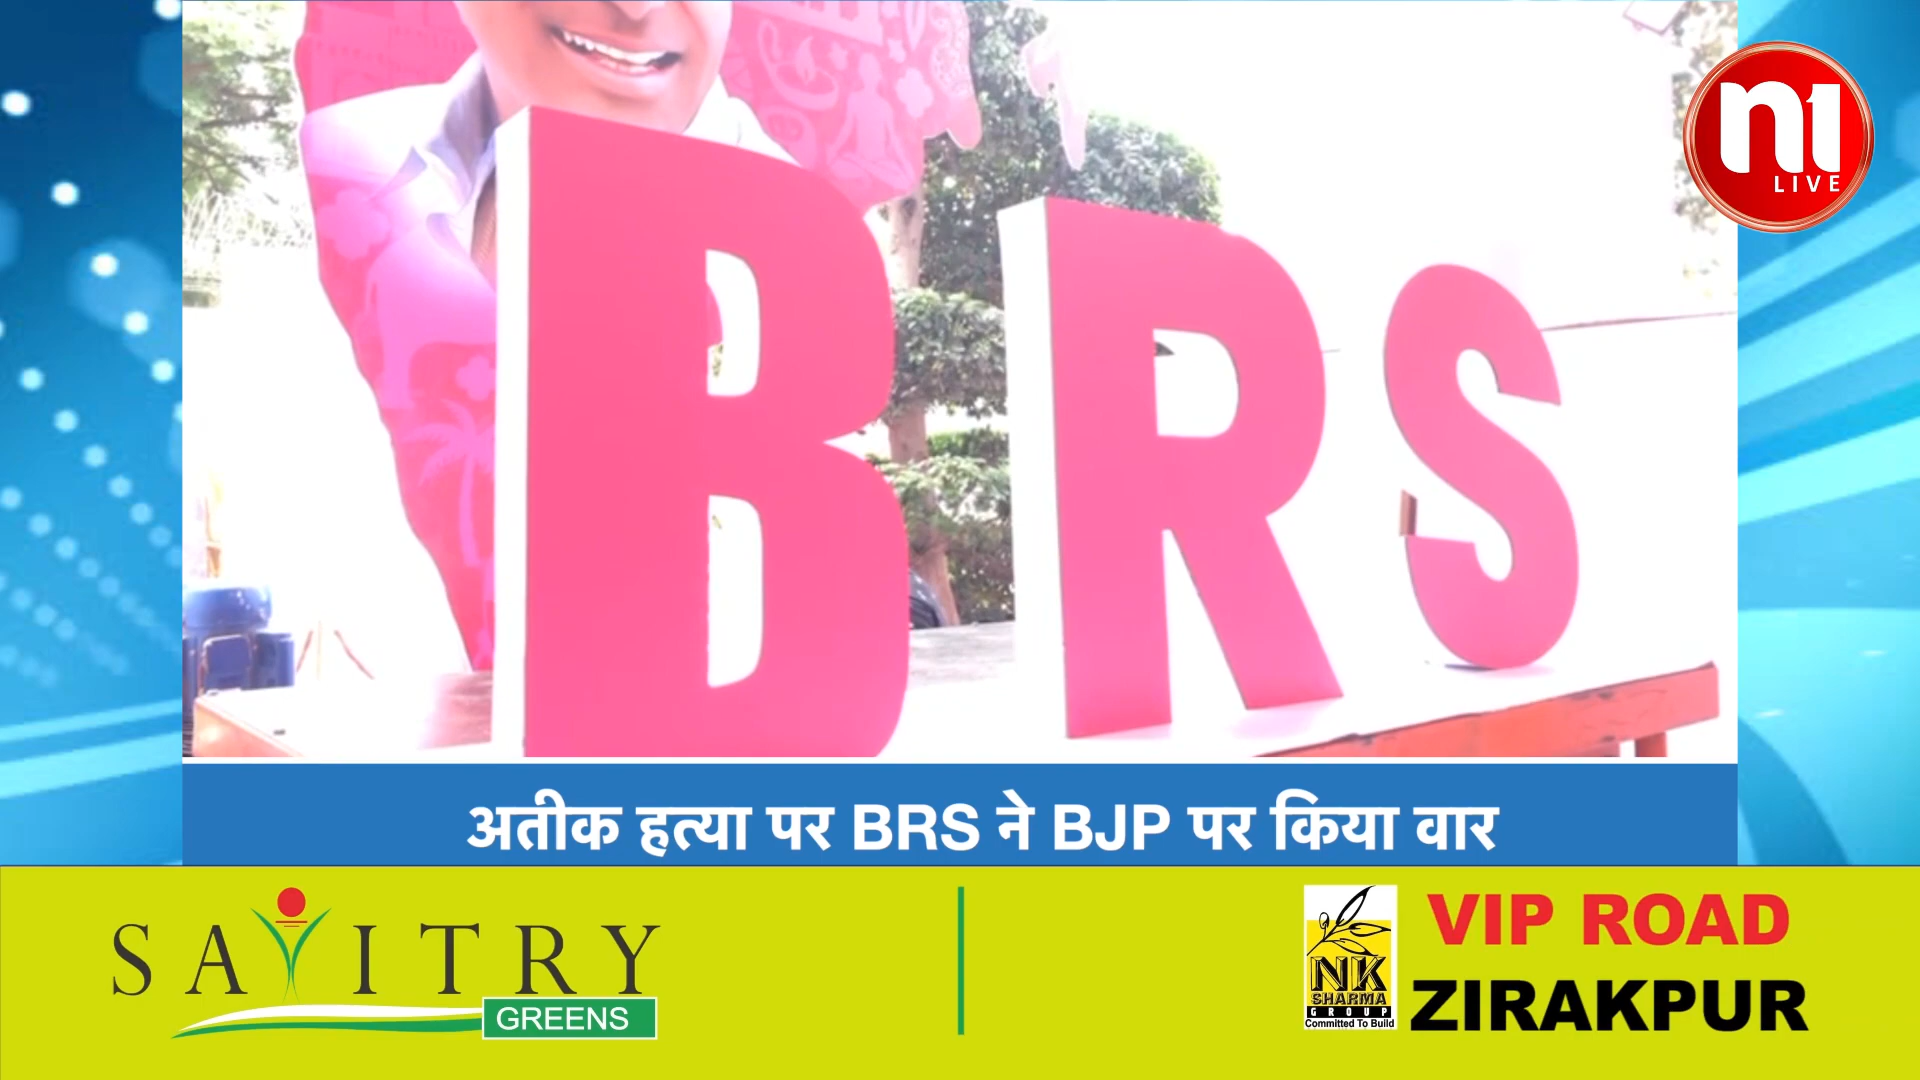 n1
LIVE
BRS
अतीक हत्या पर BRS ने BJP पर किया वार
SAVITRY
GREENS
NK
SHARMA
GROUP
Committed To Build
VIP ROAD
ZIRAKPUR